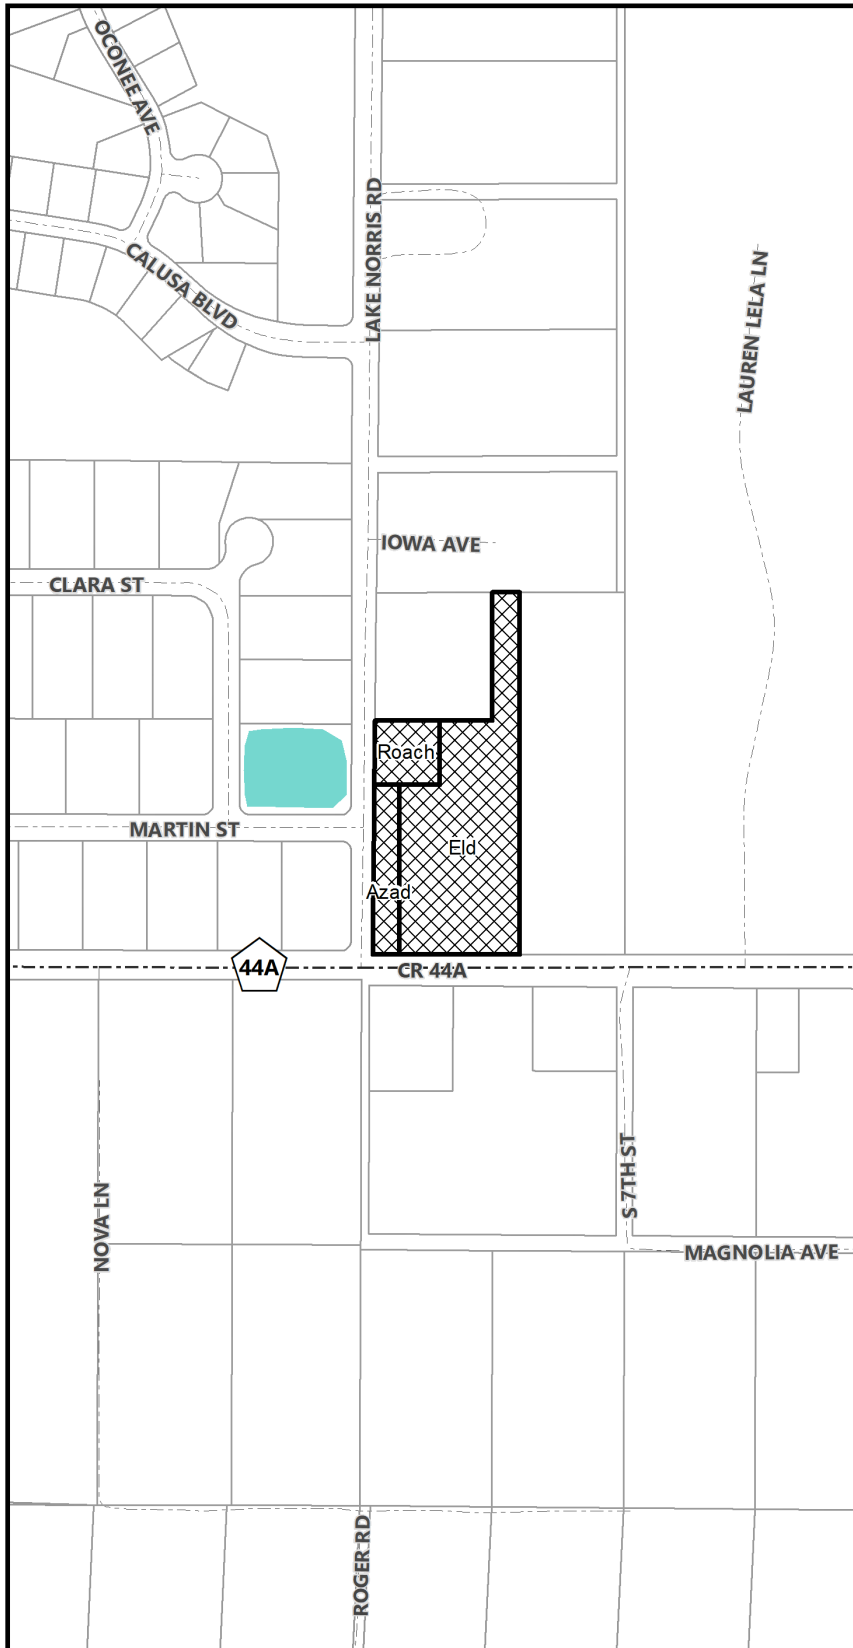 OCONEE AVE
LAKE NORRIS RD
CALUSA BLVD
LAUREN LELA LN
IOWA AVE
CLARA ST
Roach
MARTIN ST
Eld
Azad
44A
CR 44A
S 7TH ST
NOVA LN
MAGNOLIA AVE
ROGER RD